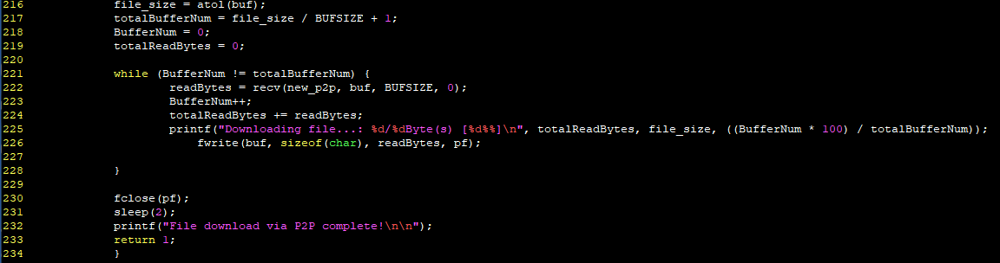 216 file_size = atol(buf);
217 totalBufferNum = file_size / BUFSIZE + 1;
218 BufferNum = 0;
219 totalReadBytes = 0;
220
221 while (BufferNum != totalBufferNum) {
222 readBytes = recv(new_p2p, buf, BUFSIZE, 0);
223 BufferNum++;
224 totalReadBytes += readBytes;
225 printf("Downloading file...: %d/%dByte(s) [%d%%]\n", totalReadBytes, file_size, ((BufferNum * 100) / totalBufferNum));
226 fwrite(buf, sizeof(char), readBytes, pf);
227
228 }
229
230 fclose(pf);
231 sleep(2);
232 printf("File download via P2P complete!\n\n");
233 return 1;
234 }